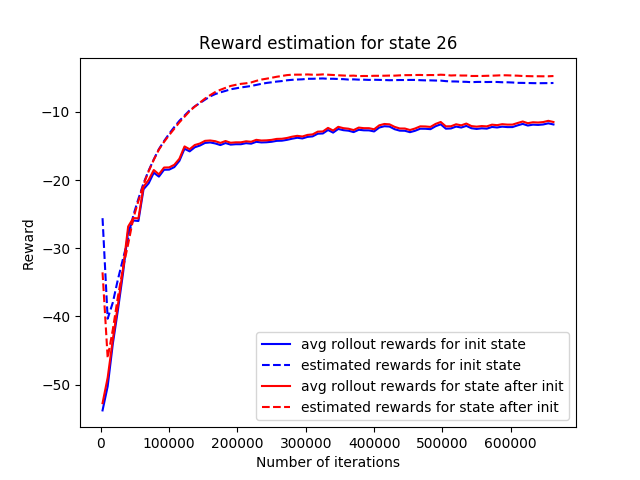 Reward estimation for state 26
Reward
−10
−20
−30
−40
−50
avg rollout rewards for init state
estimated rewards for init state
avg rollout rewards for state after init
estimated rewards for state after init
0
100000
200000
300000
400000
500000
600000
Number of iterations